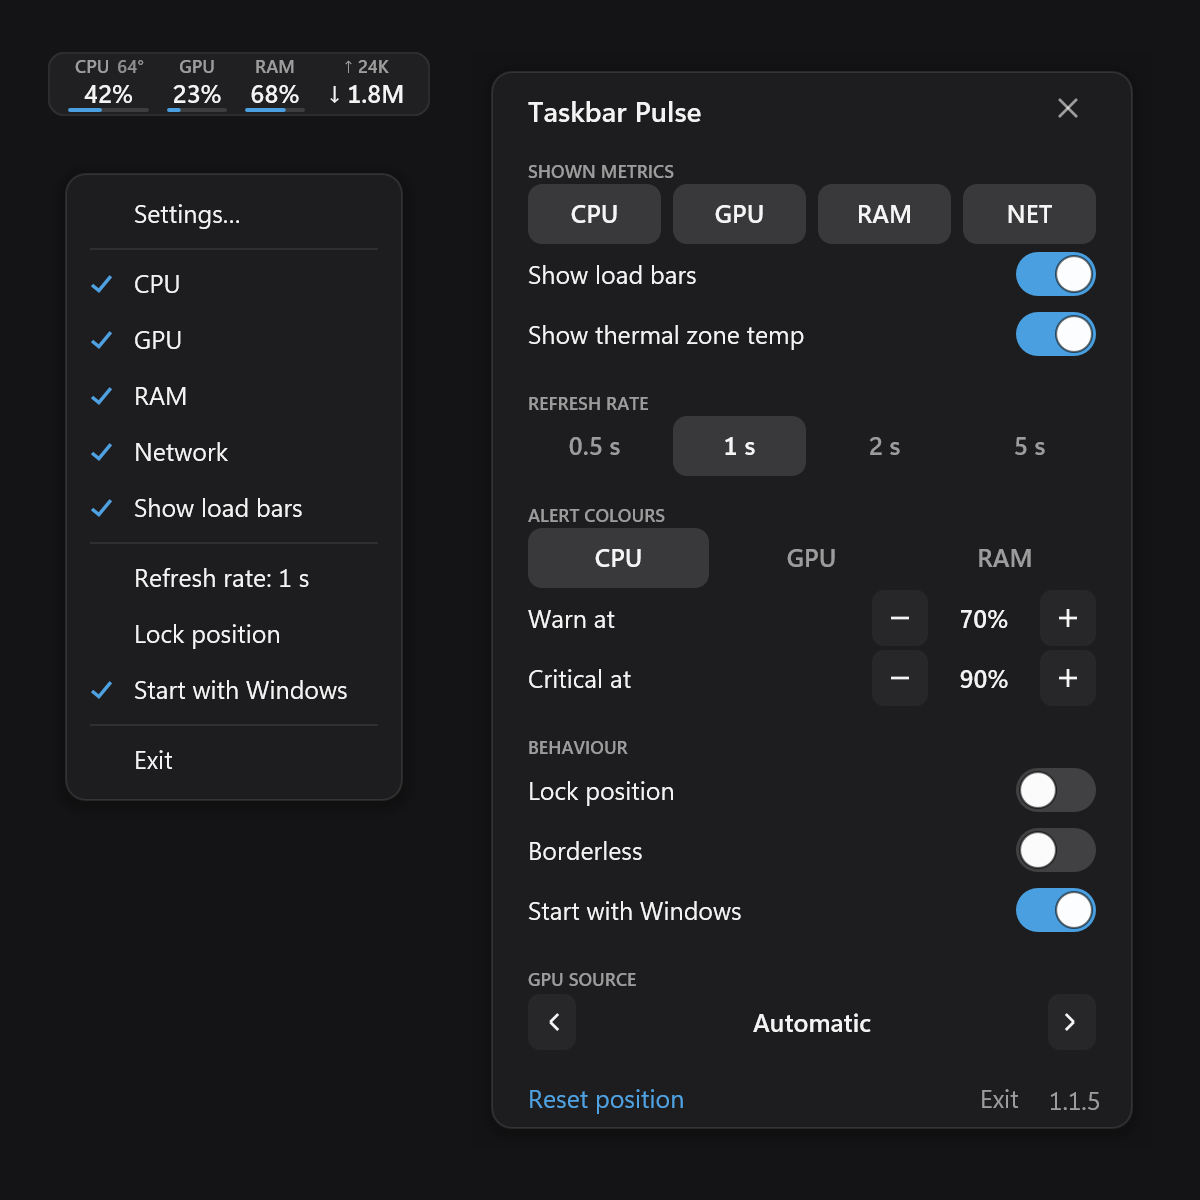 CPU 64° GPU RAM ↑ 24K
42% 23% 68% ↓ 1.8M
Settings...
CPU
GPU
RAM
Network
Show load bars
Refresh rate: 1 s
Lock position
Start with Windows
Exit
Taskbar Pulse
SHOWN METRICS
CPU GPU RAM NET
Show load bars
Show thermal zone temp
REFRESH RATE
0.5 s 1 s 2 s 5 s
ALERT COLOURS
CPU GPU RAM
Warn at − 70% +
Critical at − 90% +
BEHAVIOUR
Lock position
Borderless
Start with Windows
GPU SOURCE
Automatic
Reset position Exit 1.1.5